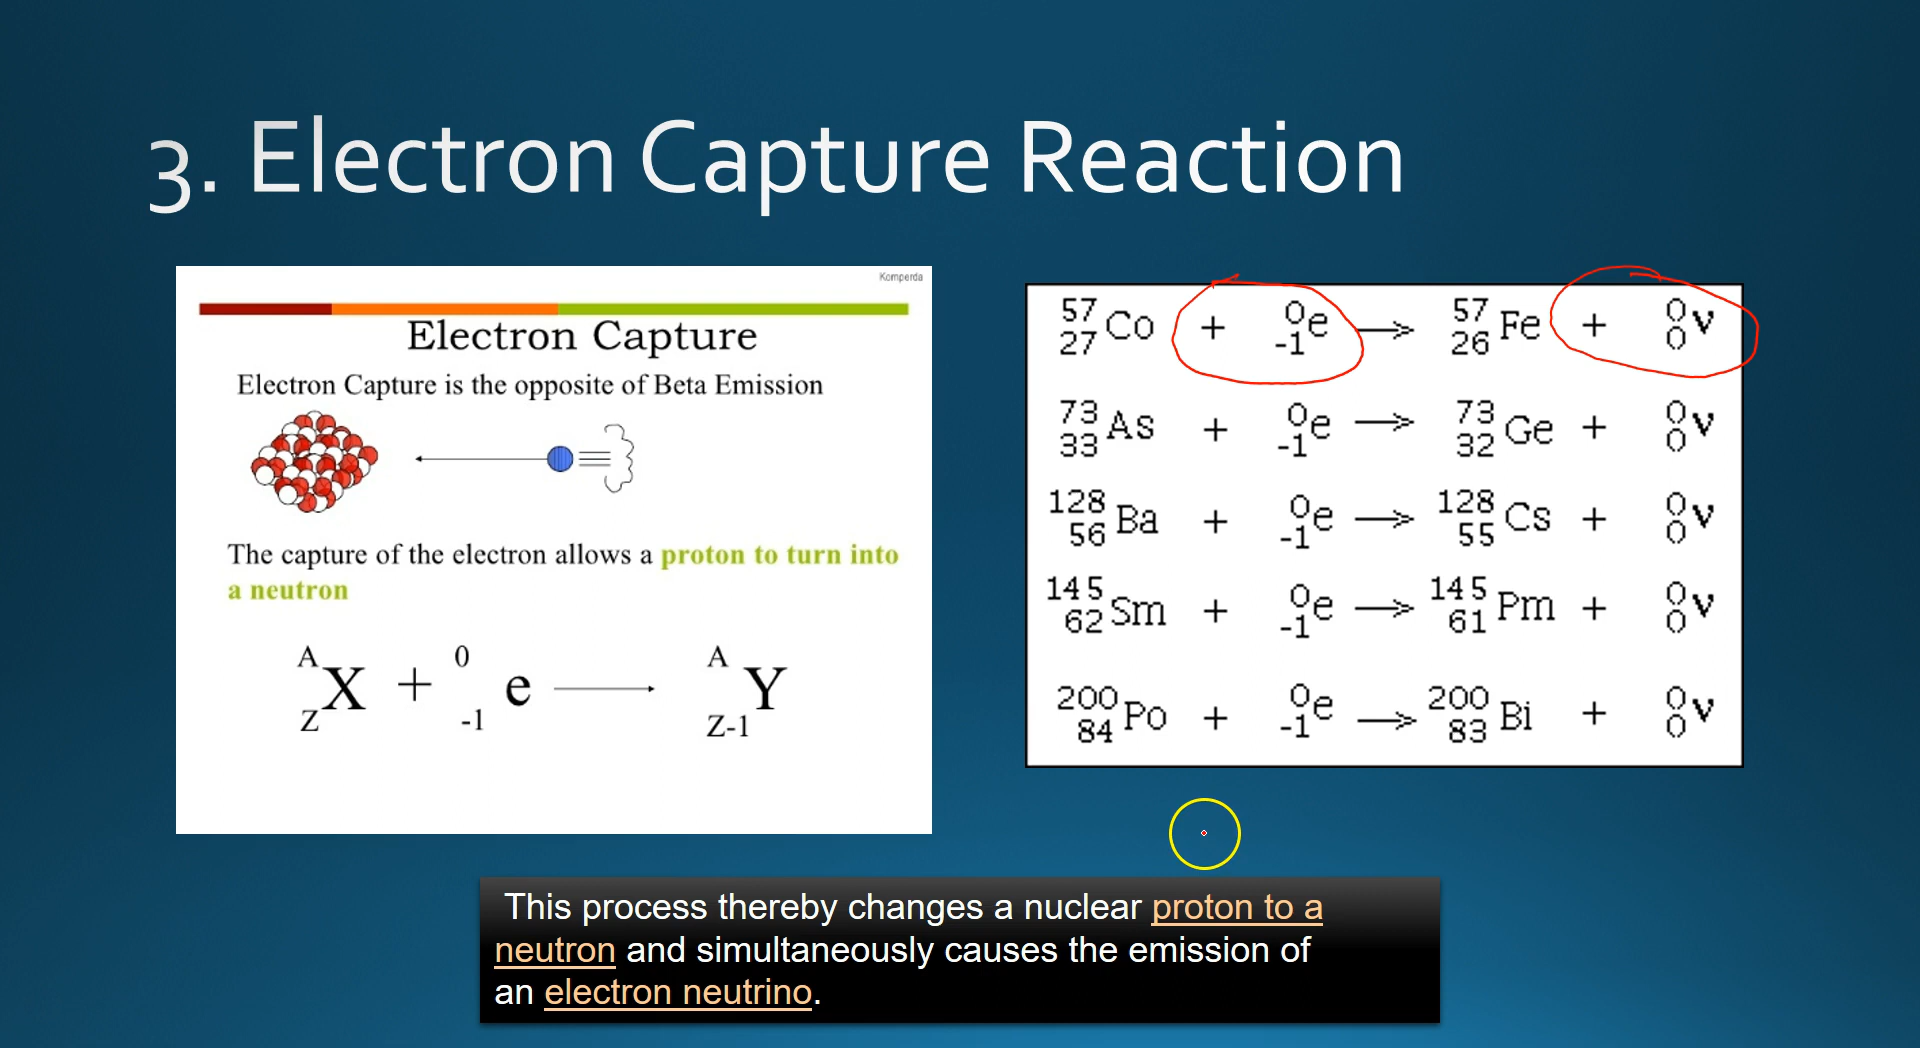 3. Electron Capture Reaction
Komperda
Electron Capture
Electron Capture is the opposite of Beta Emission
The capture of the electron allows a proton to turn into
a neutron
A Z X + 0 -1 e → A Z-1 Y
57 27 Co + 0 -1 e → 57 26 Fe + 0 0 ν
73 33 As + 0 -1 e → 73 32 Ge + 0 0 ν
128 56 Ba + 0 -1 e → 128 55 Cs + 0 0 ν
145 62 Sm + 0 -1 e → 145 61 Pm + 0 0 ν
200 84 Po + 0 -1 e → 200 83 Bi + 0 0 ν
This process thereby changes a nuclear proton to a
neutron and simultaneously causes the emission of
an electron neutrino.